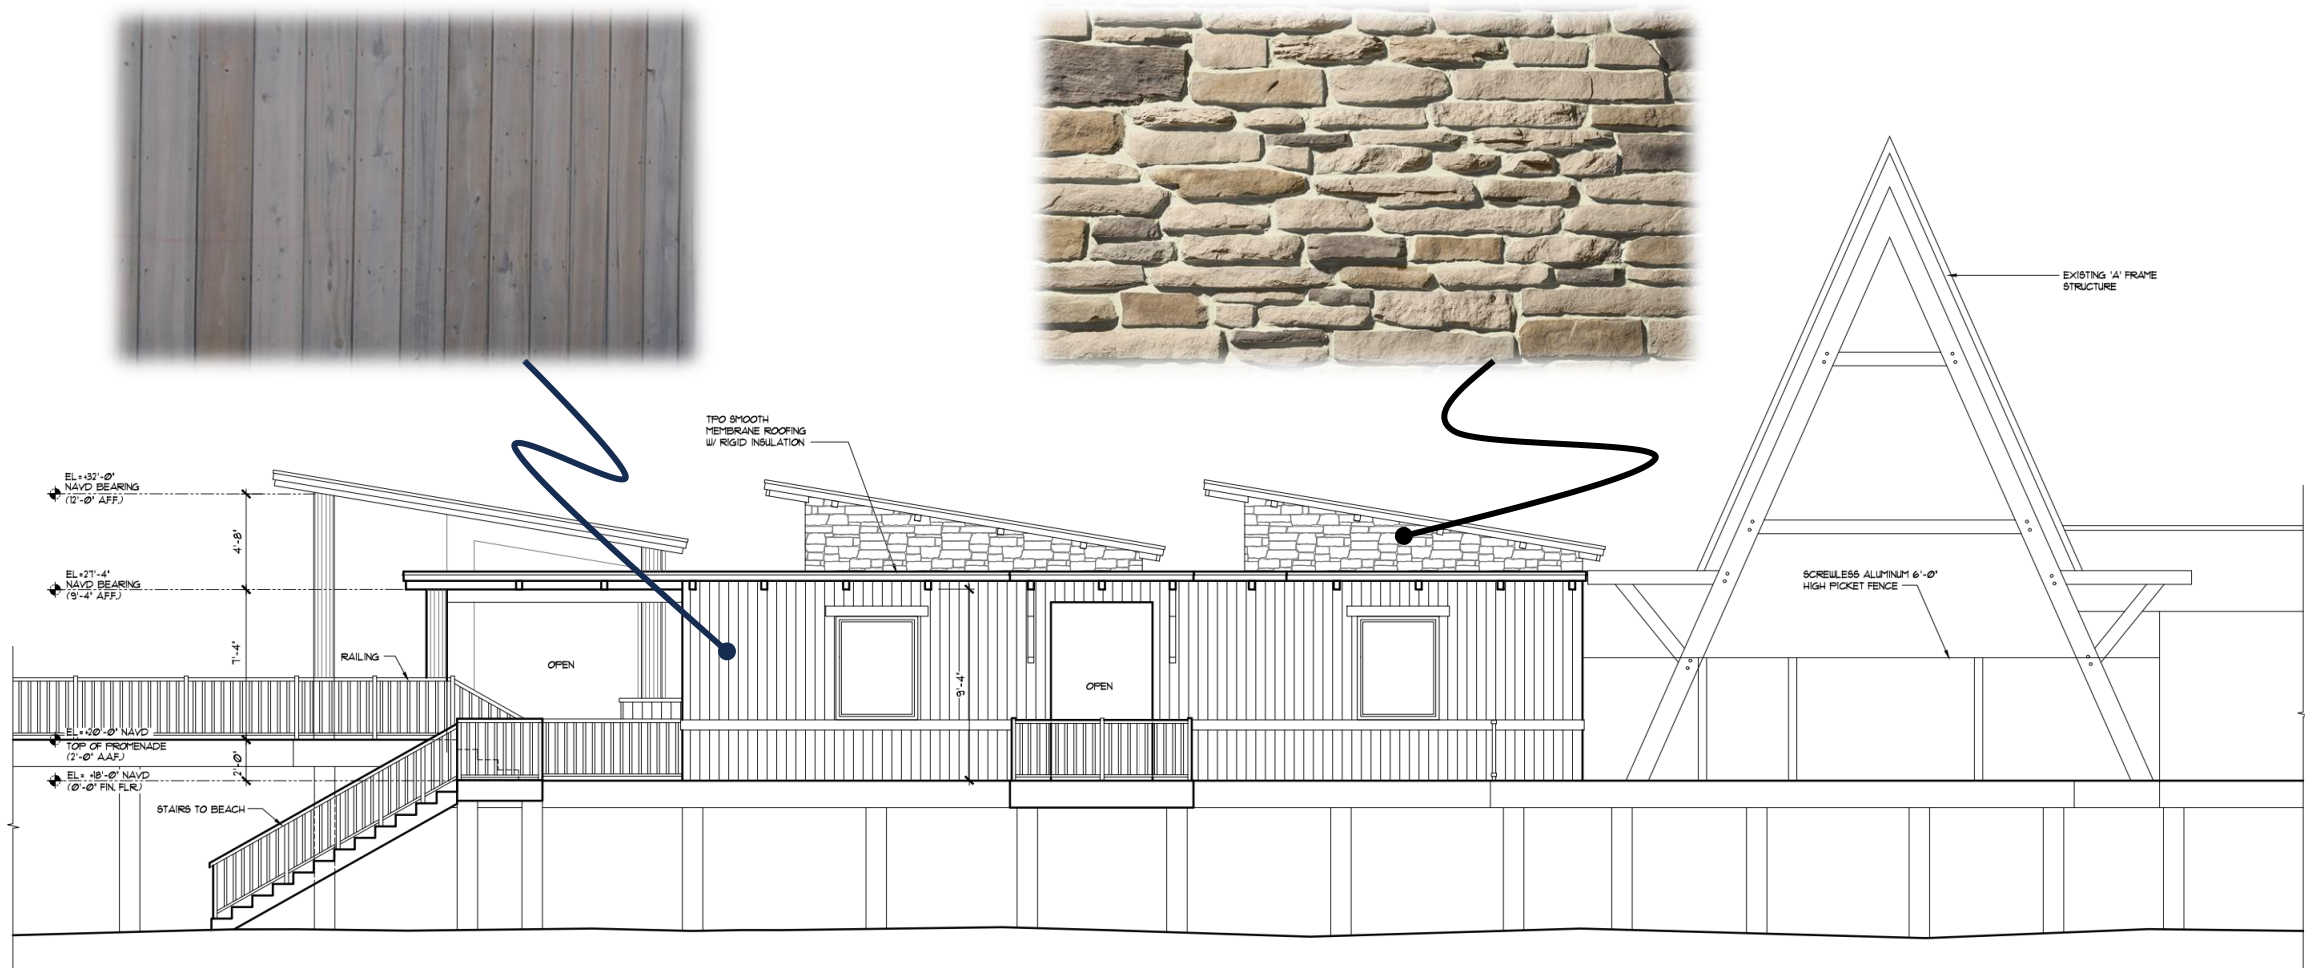 EXISTING 'A' FRAME
STRUCTURE
TPO SMOOTH
MEMBRANE ROOFING
W/ RIGID INSULATION
EL=+32'-0"
NAVD BEARING
(12'-0" A.F.F.)
4'-8"
EL=27'-4"
NAVD BEARING
(9'-4" A.F.F.)
SCREWLESS ALUMINUM 6'-0"
HIGH PICKET FENCE
7'-4"
RAILING
OPEN
OPEN
9'-4"
EL=+20'-0" NAVD
TOP OF PROMENADE
(2'-0" A.A.F.)
2'-0"
EL= +18'-0" NAVD
(0'-0" FIN. FLR.)
STAIRS TO BEACH